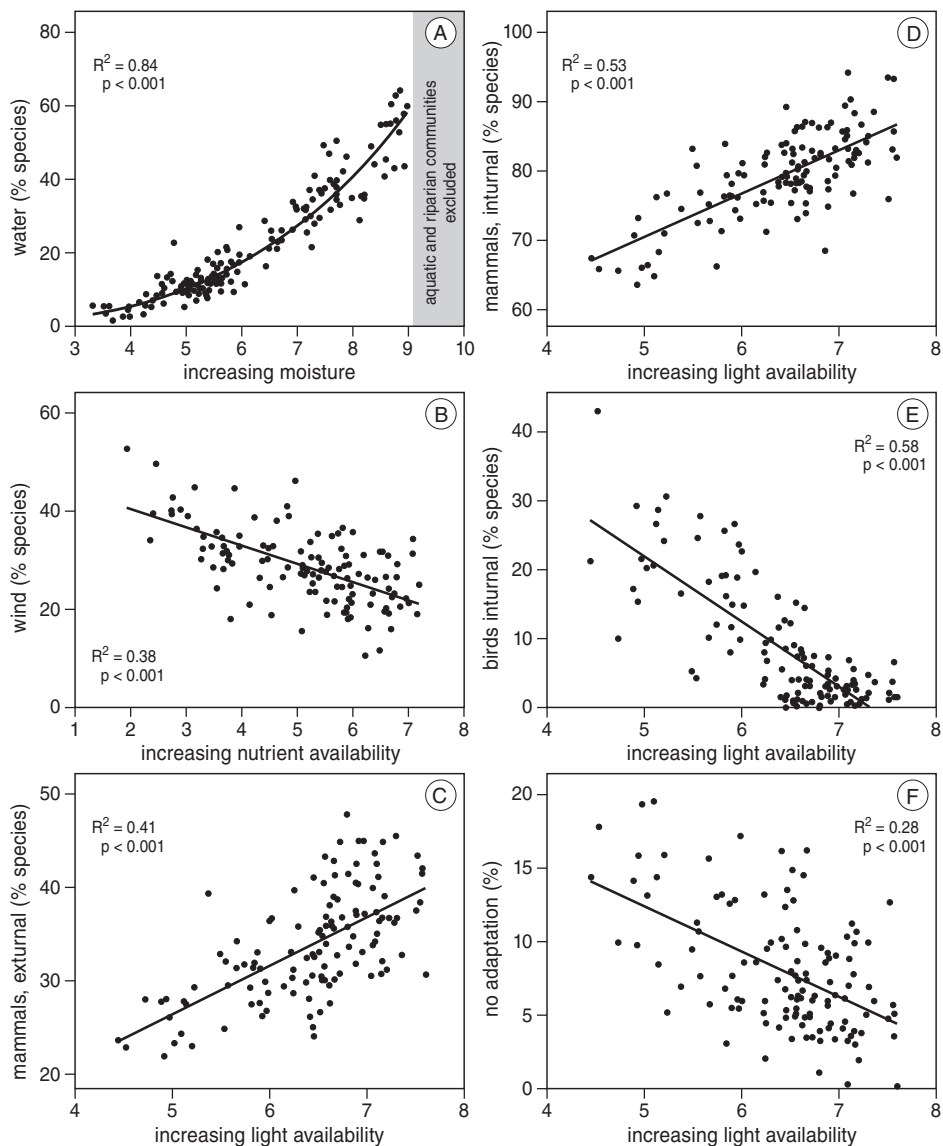 A
R² = 0.84
p < 0.001
water (% species)
aquatic and riparian communities
excluded
80
60
40
20
0
3 4 5 6 7 8 9 10
increasing moisture
D
R² = 0.53
p < 0.001
mammals, internal (% species)
100
90
80
70
60
4 5 6 7 8
increasing light availability
B
R² = 0.38
p < 0.001
wind (% species)
60
40
20
0
1 2 3 4 5 6 7 8
increasing nutrient availability
E
R² = 0.58
p < 0.001
birds inturnal (% species)
40
30
20
10
0
4 5 6 7 8
increasing light availability
C
R² = 0.41
p < 0.001
mammals, exturnal (% species)
50
40
30
20
4 5 6 7 8
increasing light availability
F
R² = 0.28
p < 0.001
no adaptation (%)
20
15
10
5
0
4 5 6 7 8
increasing light availability